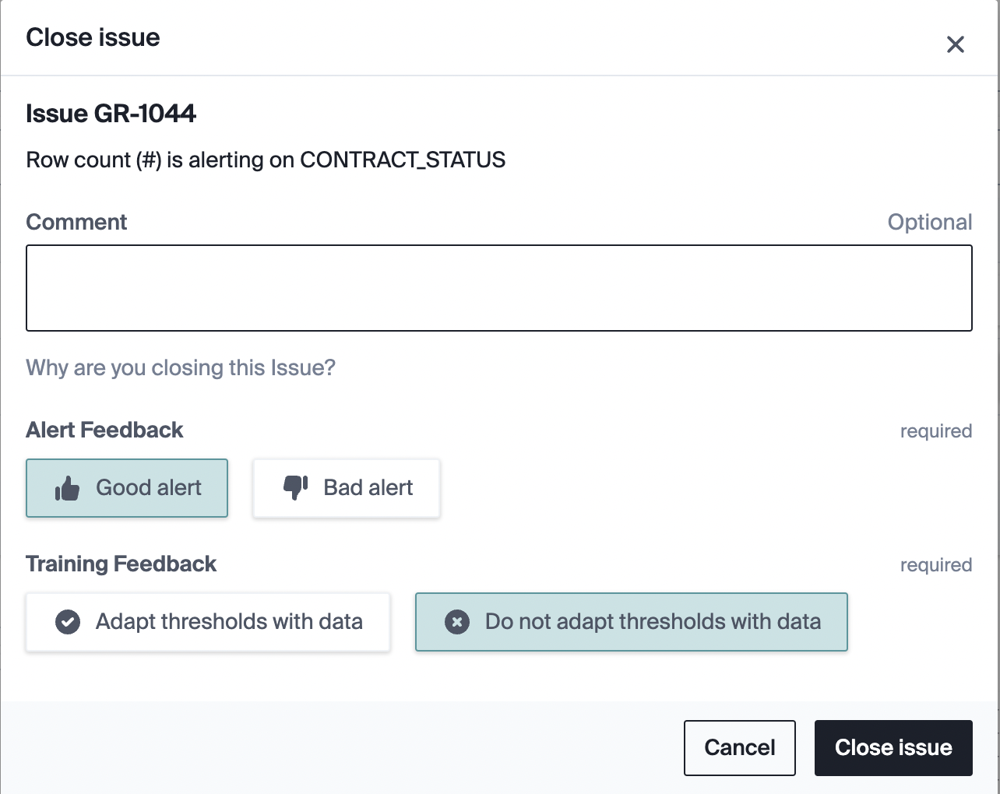 Close issue
Issue GR-1044
Row count (#) is alerting on CONTRACT_STATUS
Comment Optional
Why are you closing this Issue?
Alert Feedback required
Good alert Bad alert
Training Feedback required
Adapt thresholds with data Do not adapt thresholds with data
Cancel Close issue